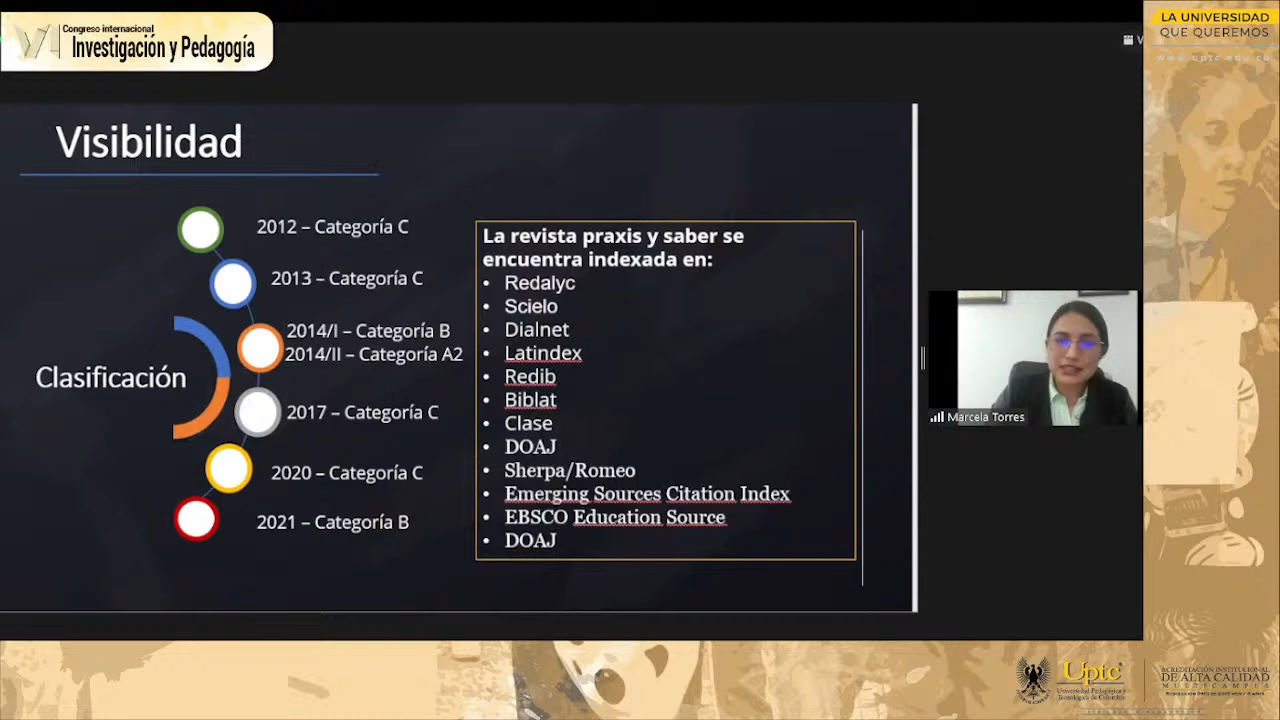 Congreso internacional
Investigación y Pedagogía
LA UNIVERSIDAD
QUE QUEREMOS
www.uptc.edu.co
Visibilidad
Clasificación
2012 – Categoría C
2013 – Categoría C
2014/I – Categoría B
2014/II – Categoría A2
2017 – Categoría C
2020 – Categoría C
2021 – Categoría B
La revista praxis y saber se
encuentra indexada en:
• Redalyc
• Scielo
• Dialnet
• Latindex
• Redib
• Biblat
• Clase
• DOAJ
• Sherpa/Romeo
• Emerging Sources Citation Index
• EBSCO Education Source
• DOAJ
Marcela Torres
Uptc
Universidad Pedagógica y
Tecnológica de Colombia
ACREDITACIÓN INSTITUCIONAL
DE ALTA CALIDAD
MULTICAMPUS